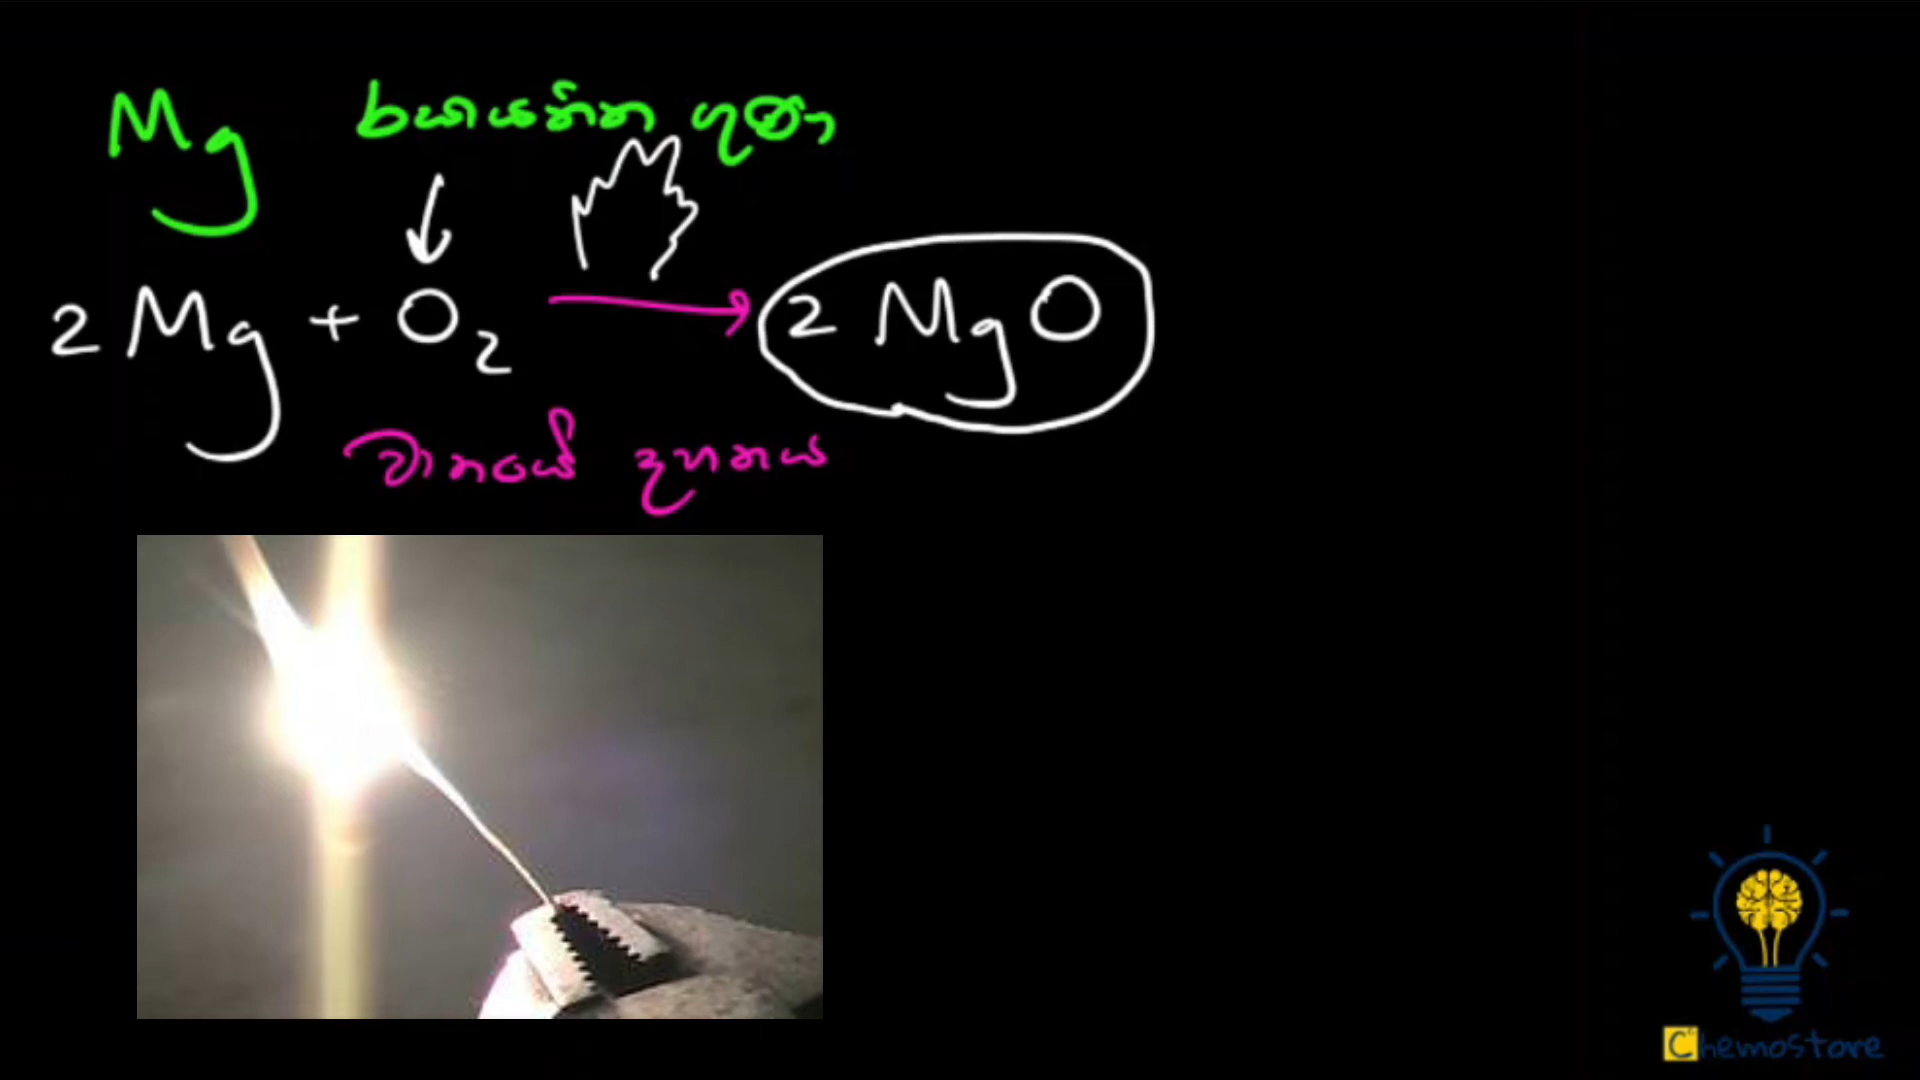 Mg රසායනික ගුණ
2Mg + O₂ → 2MgO
වාතයේ දහනය
Chemostore